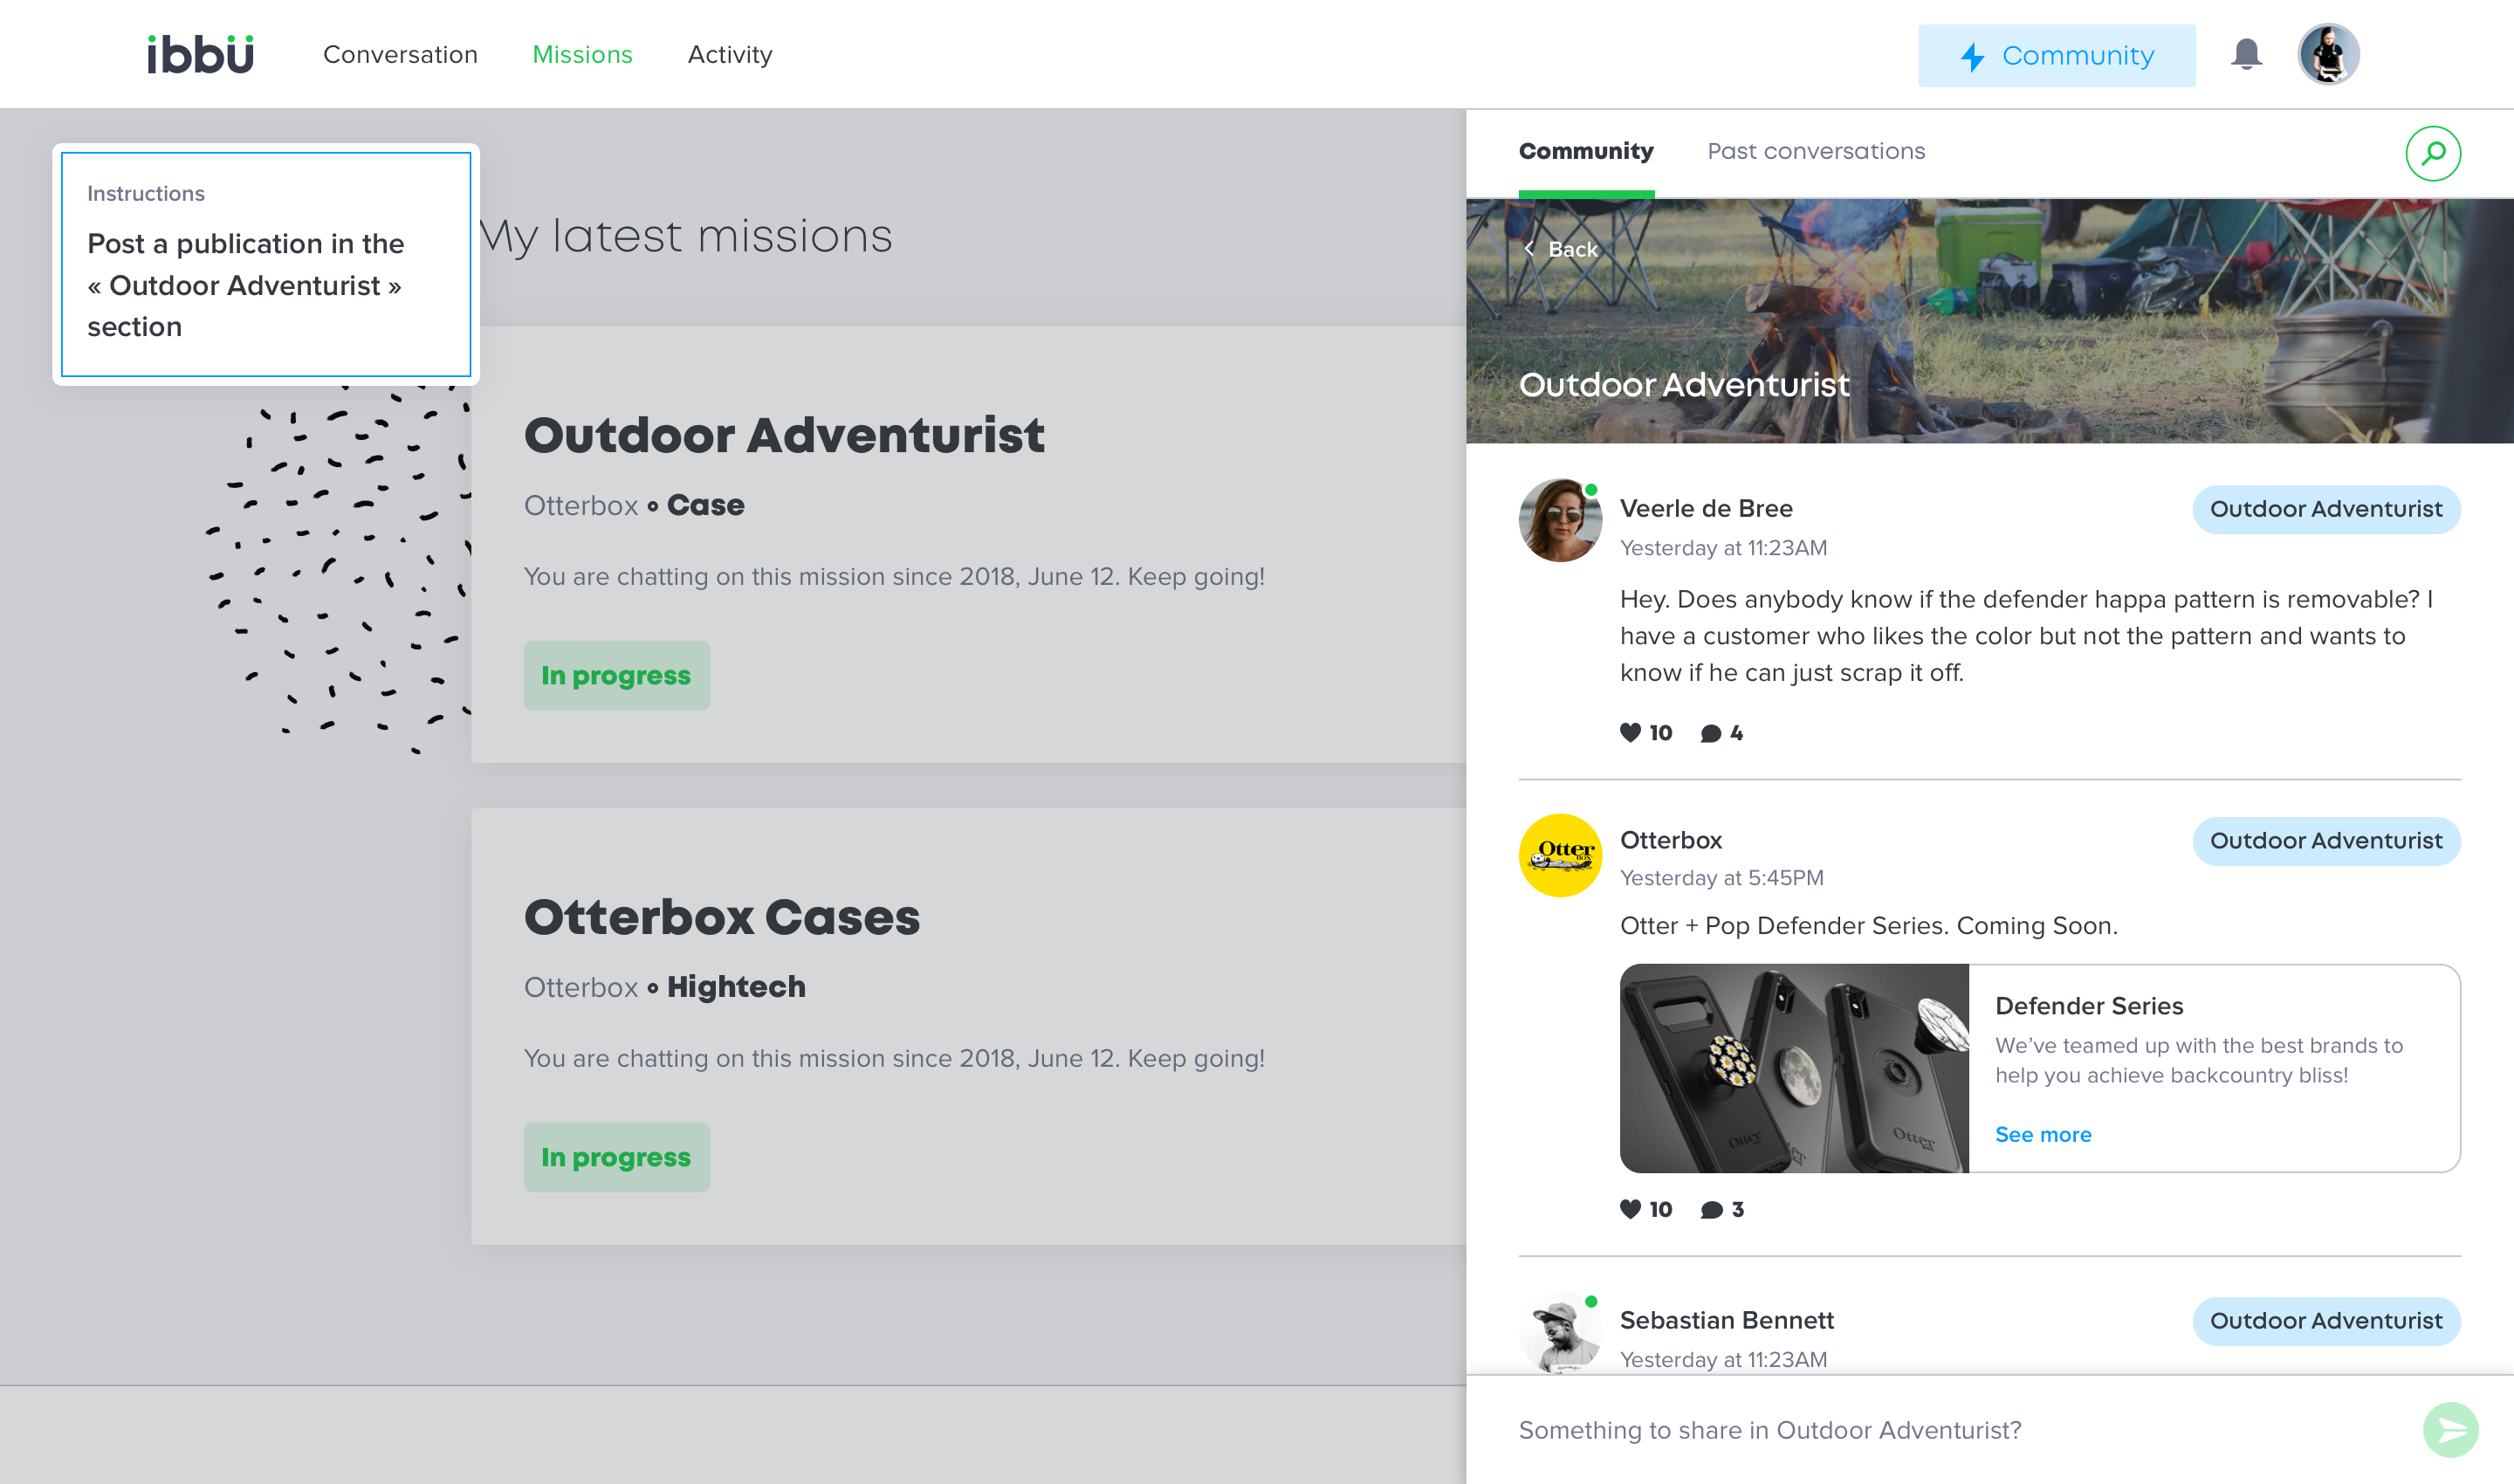 ibbü
Conversation
Missions
Activity
Community
Instructions
Post a publication in the
« Outdoor Adventurist »
section
My latest missions
Outdoor Adventurist
Otterbox • Case
You are chatting on this mission since 2018, June 12. Keep going!
In progress
Otterbox Cases
Otterbox • Hightech
You are chatting on this mission since 2018, June 12. Keep going!
In progress
Community
Past conversations
Back
Outdoor Adventurist
Veerle de Bree
Outdoor Adventurist
Yesterday at 11:23AM
Hey. Does anybody know if the defender happa pattern is removable? I
have a customer who likes the color but not the pattern and wants to
know if he can just scrap it off.
10
4
Otter
BOX
Otterbox
Outdoor Adventurist
Yesterday at 5:45PM
Otter + Pop Defender Series. Coming Soon.
Otter
Otter
Defender Series
We’ve teamed up with the best brands to
help you achieve backcountry bliss!
See more
10
3
Sebastian Bennett
Outdoor Adventurist
Yesterday at 11:23AM
Something to share in Outdoor Adventurist?